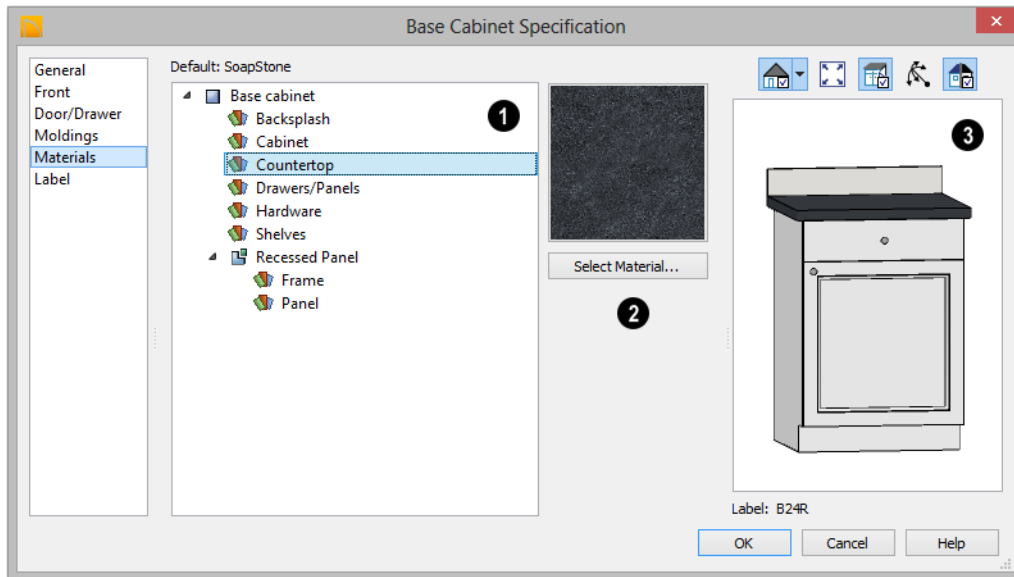 Base Cabinet Specification
General
Front
Door/Drawer
Moldings
Materials
Label
Default: SoapStone
Base cabinet
Backsplash
Cabinet
Countertop
Drawers/Panels
Hardware
Shelves
Recessed Panel
Frame
Panel
1
Select Material...
2
3
Label: B24R
OK
Cancel
Help